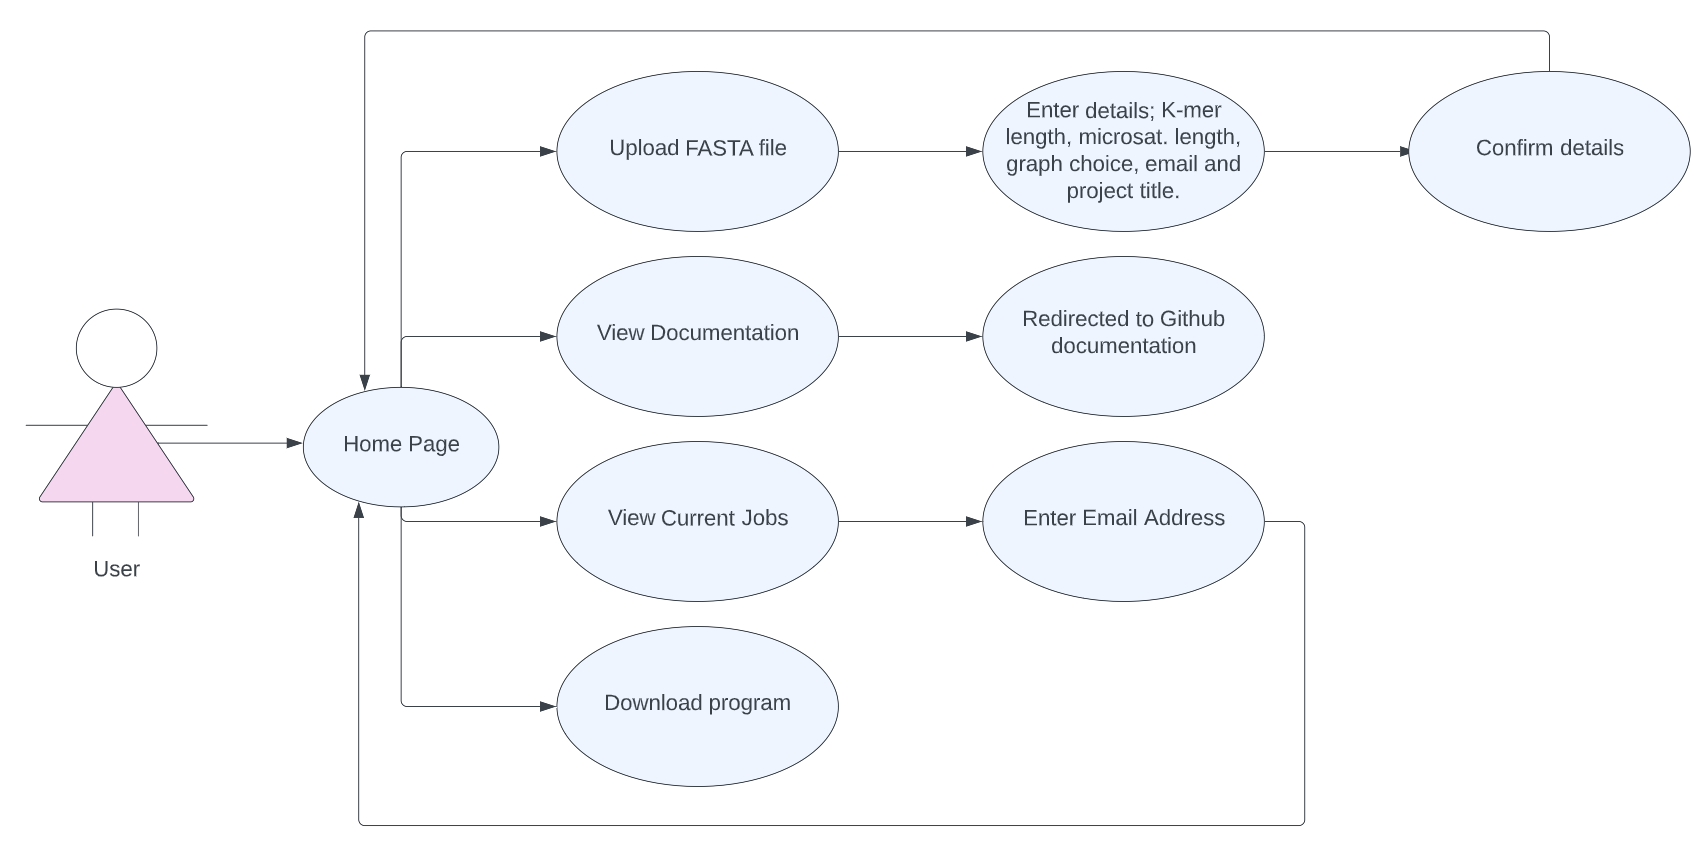 Upload FASTA file
Enter details; K-mer
length, microsat. length,
graph choice, email and
project title.
Confirm details
View Documentation
Redirected to Github
documentation
Home Page
View Current Jobs
Enter Email Address
User
Download program